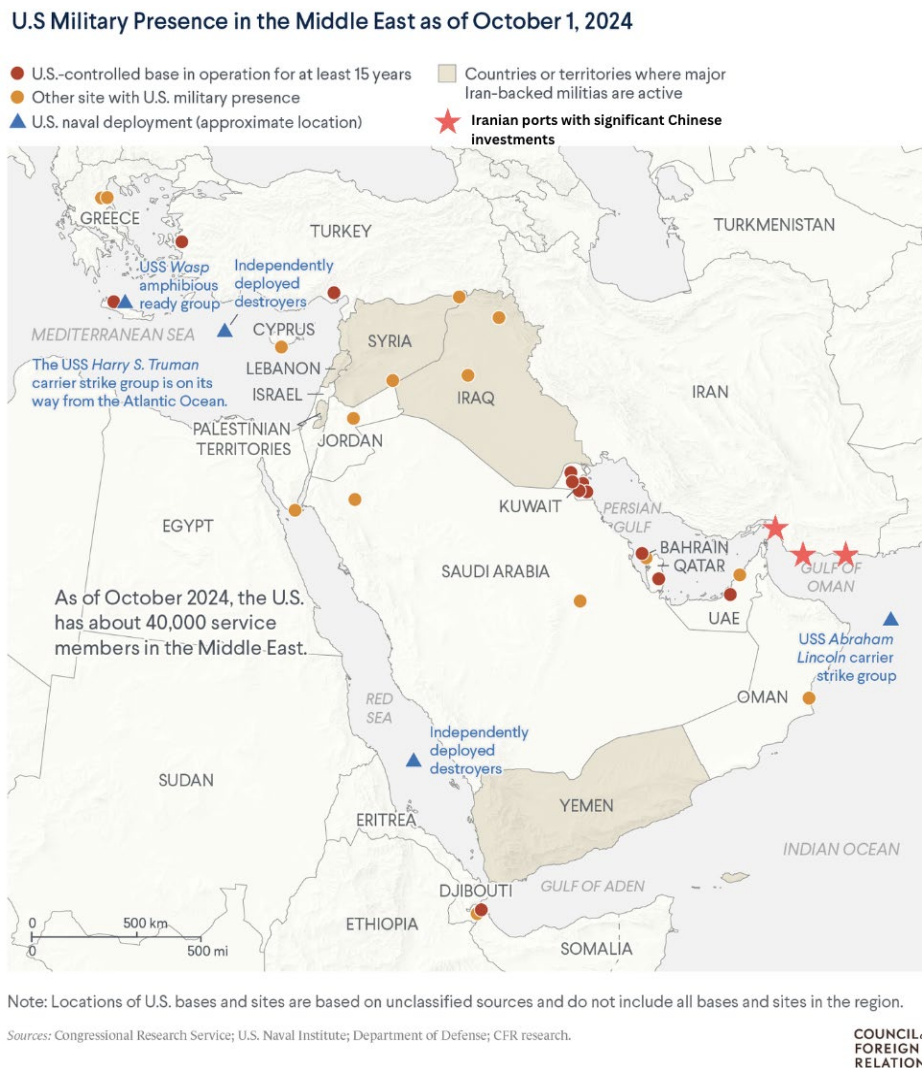 U.S Military Presence in the Middle East as of October 1, 2024
U.S.-controlled base in operation for at least 15 years
Other site with U.S. military presence
U.S. naval deployment (approximate location)
Countries or territories where major
Iran-backed militias are active
Iranian ports with significant Chinese
investments
GREECE
TURKEY
TURKMENISTAN
USS Wasp
amphibious
ready group
Independently
deployed
destroyers
MEDITERRANEAN SEA
CYPRUS
SYRIA
LEBANON
The USS Harry S. Truman
carrier strike group is on its
way from the Atlantic Ocean.
ISRAEL
IRAQ
IRAN
PALESTINIAN
TERRITORIES
JORDAN
KUWAIT
PERSIAN
GULF
EGYPT
BAHRAIN
QATAR
SAUDI ARABIA
GULF OF
OMAN
UAE
As of October 2024, the U.S.
has about 40,000 service
members in the Middle East.
USS Abraham
Lincoln carrier
strike group
OMAN
RED
SEA
Independently
deployed
destroyers
SUDAN
YEMEN
ERITREA
INDIAN OCEAN
DJIBOUTI
GULF OF ADEN
ETHIOPIA
SOMALIA
0
500 km
0
500 mi
Note: Locations of U.S. bases and sites are based on unclassified sources and do not include all bases and sites in the region.
Sources: Congressional Research Service; U.S. Naval Institute; Department of Defense; CFR research.
COUNCIL
FOREIGN
RELATION